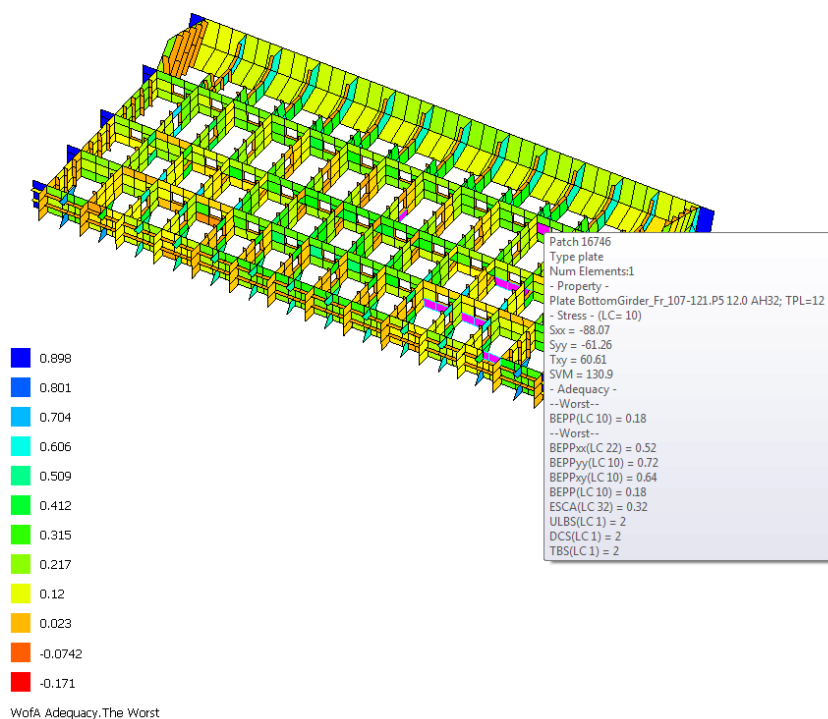 Patch 16746
Type plate
Num Elements:1
- Property -
Plate BottomGirder_Fr_107-121.P5 12.0 AH32; TPL=12
- Stress - (LC= 10)
Sxx = -88.07
Syy = -61.26
Txy = 60.61
SVM = 130.9
- Adequacy -
--Worst--
BEPP(LC 10) = 0.18
--Worst--
BEPPxx(LC 22) = 0.52
BEPPyy(LC 10) = 0.72
BEPPxy(LC 10) = 0.64
BEPP(LC 10) = 0.18
ESCA(LC 32) = 0.32
ULBS(LC 1) = 2
DCS(LC 1) = 2
TBS(LC 1) = 2
0.898
0.801
0.704
0.606
0.509
0.412
0.315
0.217
0.12
0.023
-0.0742
-0.171
WofA Adequacy.The Worst